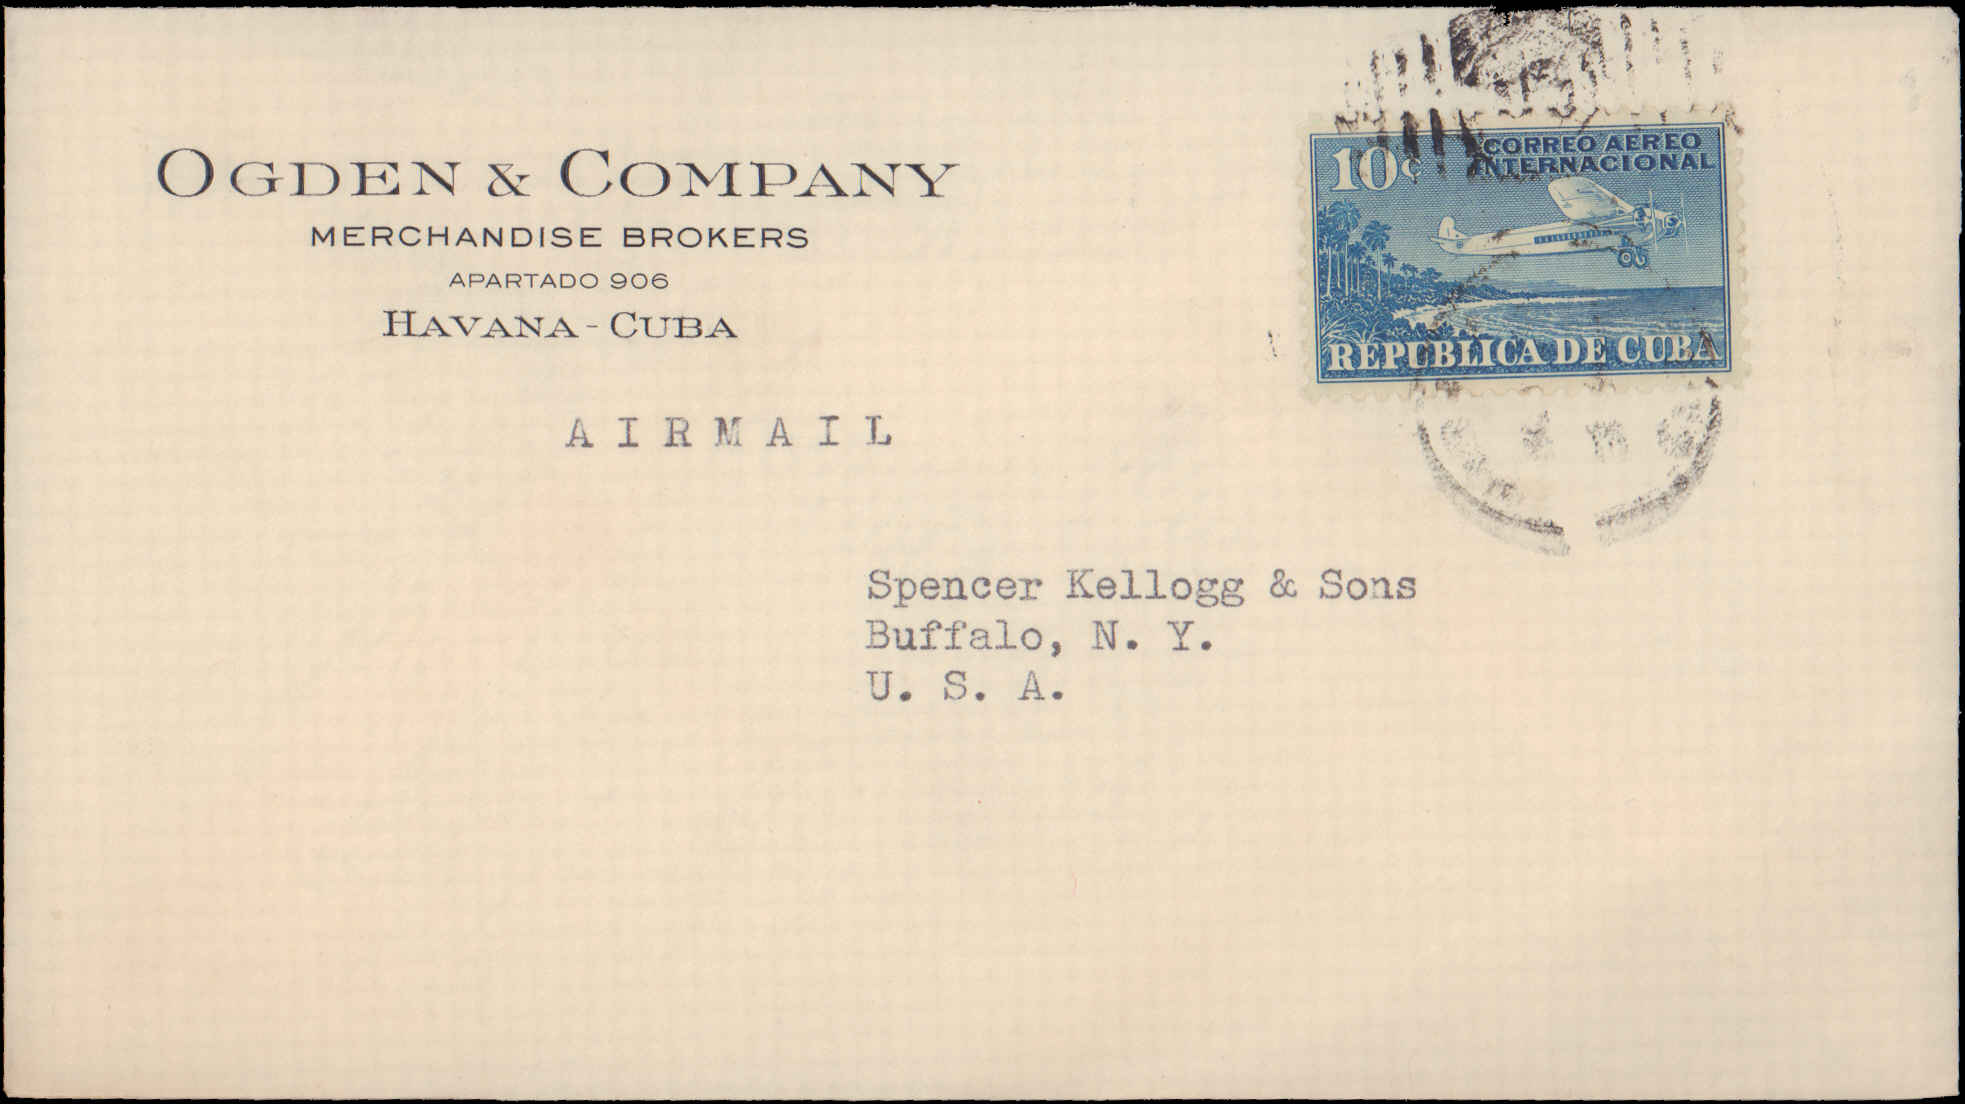 OGDEN & COMPANY
MERCHANDISE BROKERS
APARTADO 906
HAVANA - CUBA
10¢
CORREO AEREO
INTERNACIONAL
REPUBLICA DE CUBA
AIRMAIL
Spencer Kellogg & Sons
Buffalo, N. Y.
U. S. A.